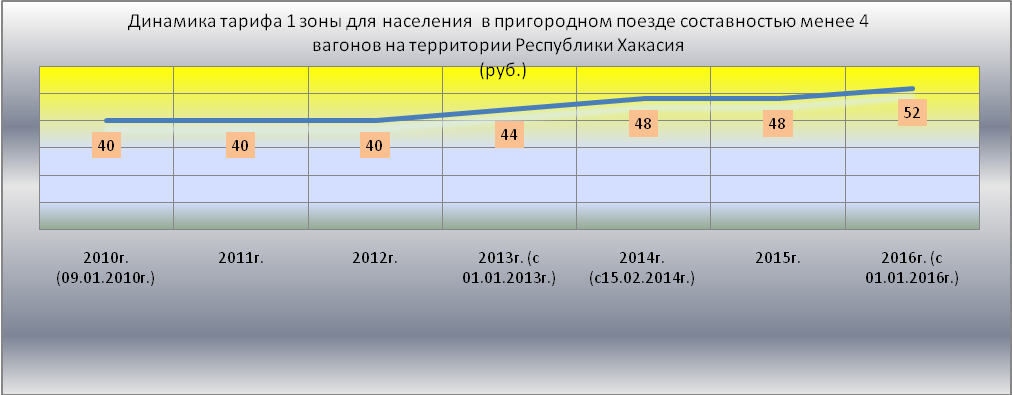 Динамика тарифа 1 зоны для населения в пригородном поезде составностью менее 4
вагонов на территории Республики Хакасия
(руб.)
40
40
40
44
48
48
52
2010г.
(09.01.2010г.)
2011г.
2012г.
2013г. (с
01.01.2013г.)
2014г.
(с15.02.2014г.)
2015г.
2016г. (с
01.01.2016г.)